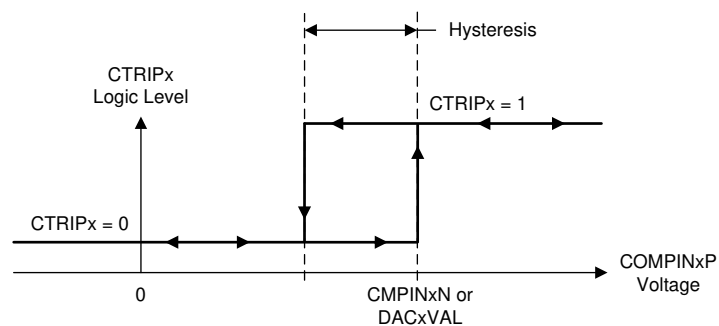 Hysteresis
CTRIPx
Logic Level
CTRIPx = 1
CTRIPx = 0
COMPINxP
Voltage
0
CMPINxN or
DACxVAL